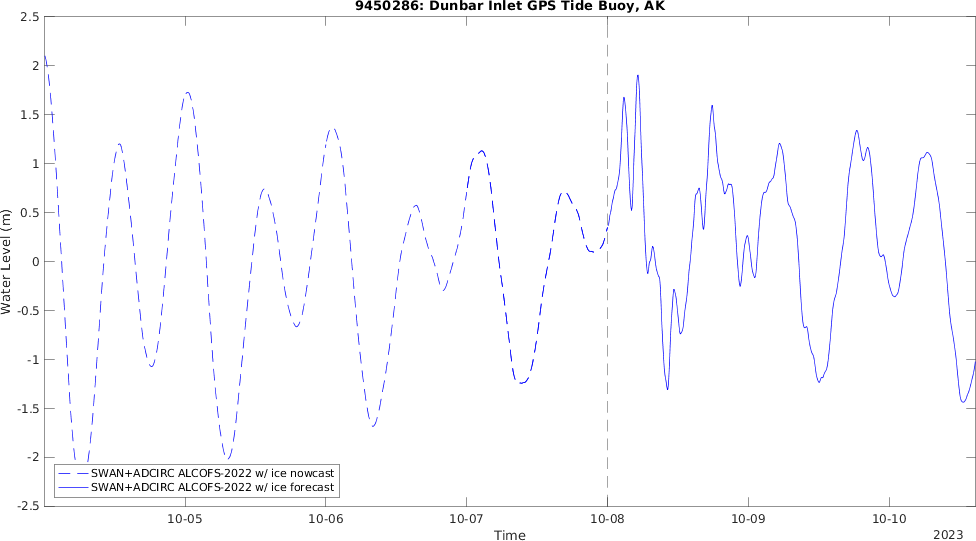 9450286: Dunbar Inlet GPS Tide Buoy, AK
2.5
2
1.5
1
0.5
0
-0.5
-1
-1.5
-2
-2.5
Water Level (m)
SWAN+ADCIRC ALCOFS-2022 w/ ice nowcast
SWAN+ADCIRC ALCOFS-2022 w/ ice forecast
10-05 10-06 10-07 10-08 10-09 10-10
Time
2023